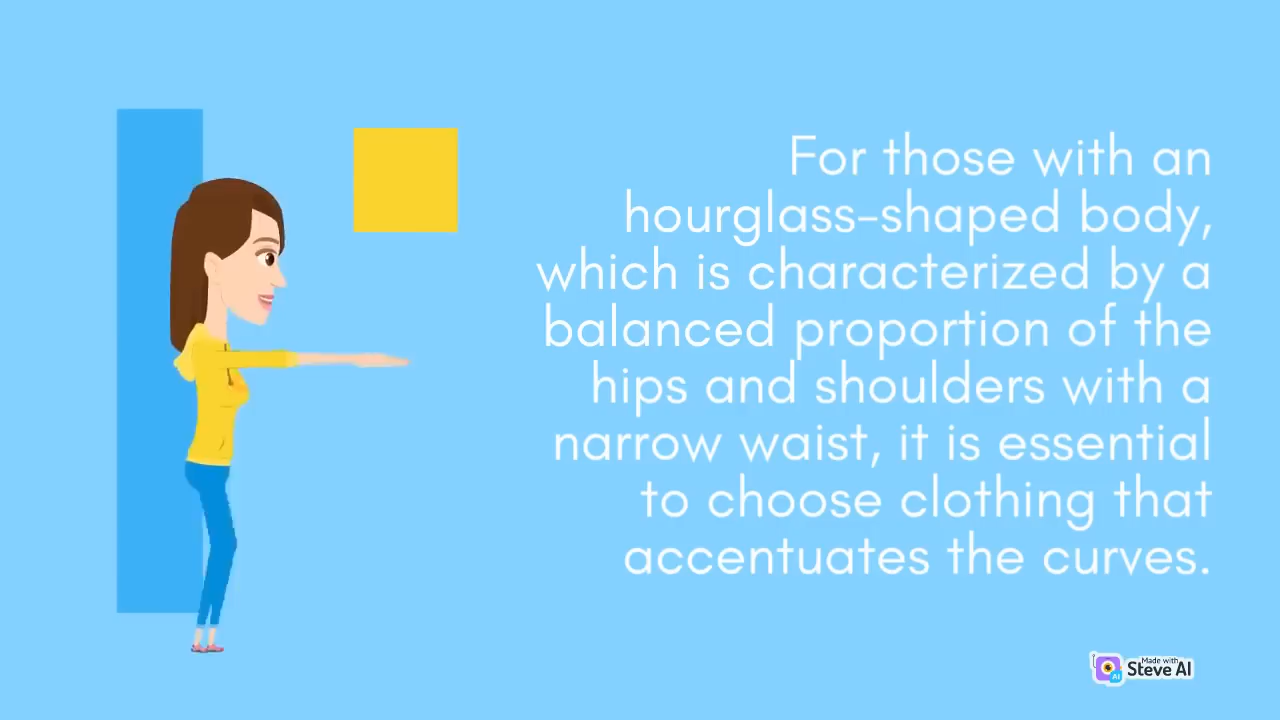 For those with an
hourglass-shaped body,
which is characterized by a
balanced proportion of the
hips and shoulders with a
narrow waist, it is essential
to choose clothing that
accentuates the curves.
Made with
Steve AI
AI